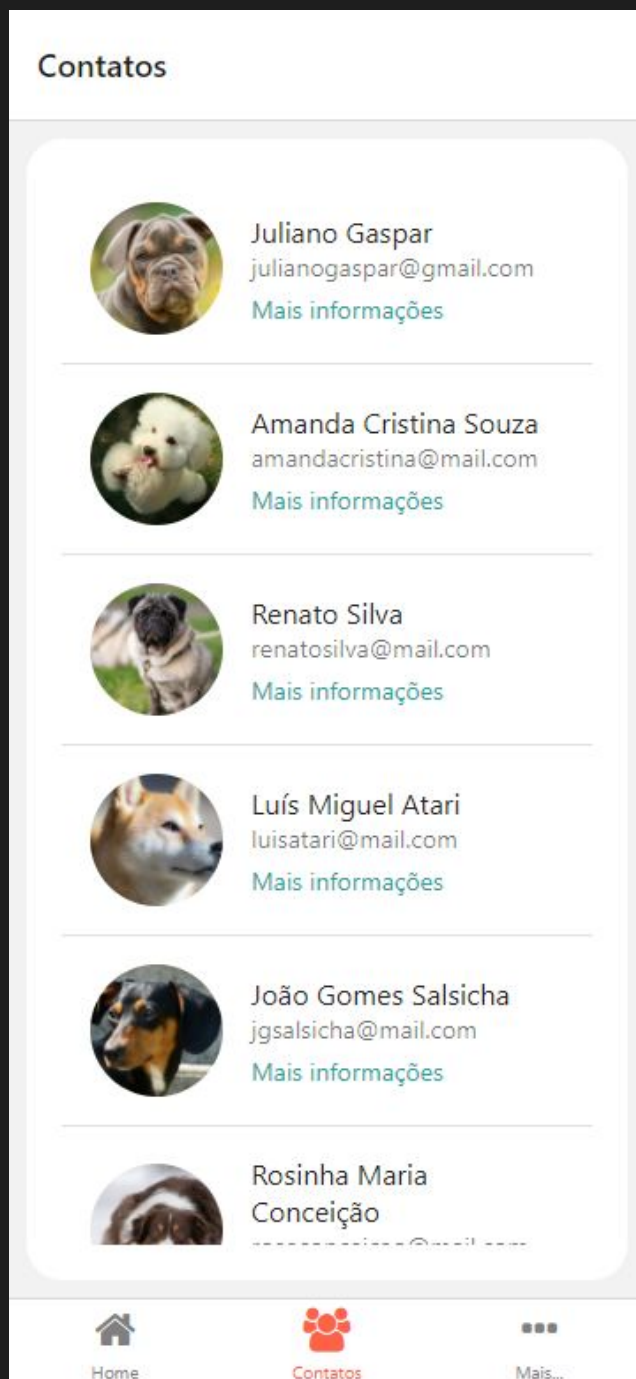 Contatos
Juliano Gaspar
julianogaspar@gmail.com
Mais informações
Amanda Cristina Souza
amandacristina@mail.com
Mais informações
Renato Silva
renatosilva@mail.com
Mais informações
Luís Miguel Atari
luisatari@mail.com
Mais informações
João Gomes Salsicha
jgsalsicha@mail.com
Mais informações
Rosinha Maria
Conceição
Home
Contatos
Mais...